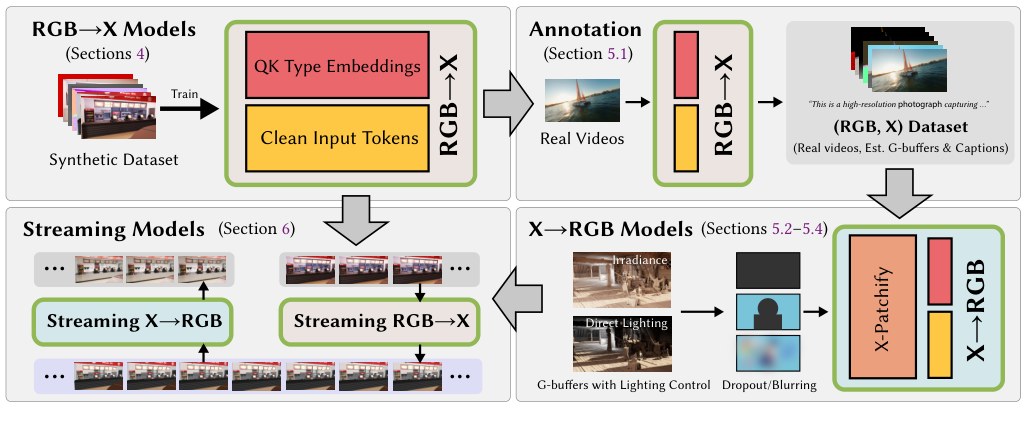 RGB→X Models
(Sections 4)
Train
Synthetic Dataset
QK Type Embeddings
Clean Input Tokens
RGB→X
Annotation
(Section 5.1)
Real Videos
RGB→X
"This is a high-resolution photograph capturing ..."
(RGB, X) Dataset
(Real videos, Est. G-buffers & Captions)
Streaming Models (Section 6)
...
...
Streaming X→RGB
Streaming RGB→X
...
...
X→RGB Models (Sections 5.2–5.4)
Irradiance
Direct Lighting
G-buffers with Lighting Control
Dropout/Blurring
X-Patchify
X→RGB